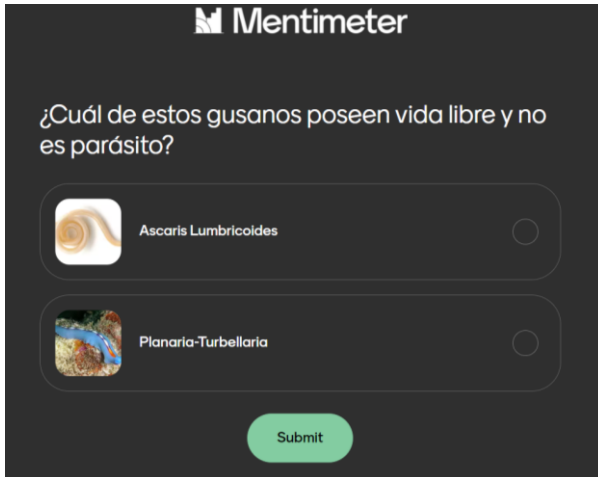 Mentimeter
¿Cuál de estos gusanos poseen vida libre y no
es parásito?
Ascaris Lumbricoides
Planaria-Turbellaria
Submit